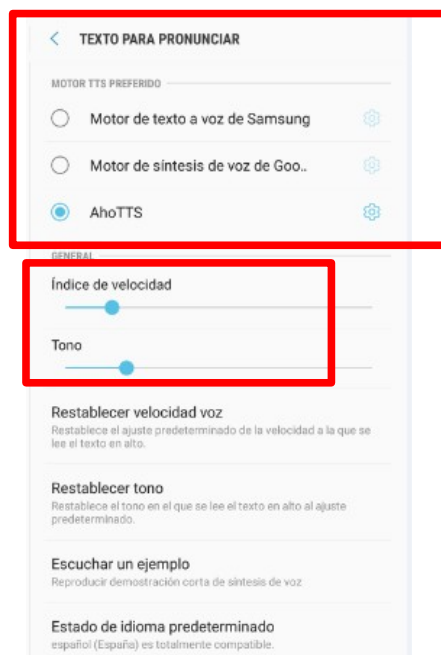 TEXTO PARA PRONUNCIAR
MOTOR TTS PREFERIDO
Motor de texto a voz de Samsung
Motor de síntesis de voz de Goo..
AhoTTS
GENERAL
Índice de velocidad
Tono
Restablecer velocidad voz
Restablece el ajuste predeterminado de la velocidad a la que se
lee el texto en alto.
Restablecer tono
Restablece el tono en el que se lee el texto en alto al ajuste
predeterminado.
Escuchar un ejemplo
Reproducir demostración corta de síntesis de voz
Estado de idioma predeterminado
español (España) es totalmente compatible.